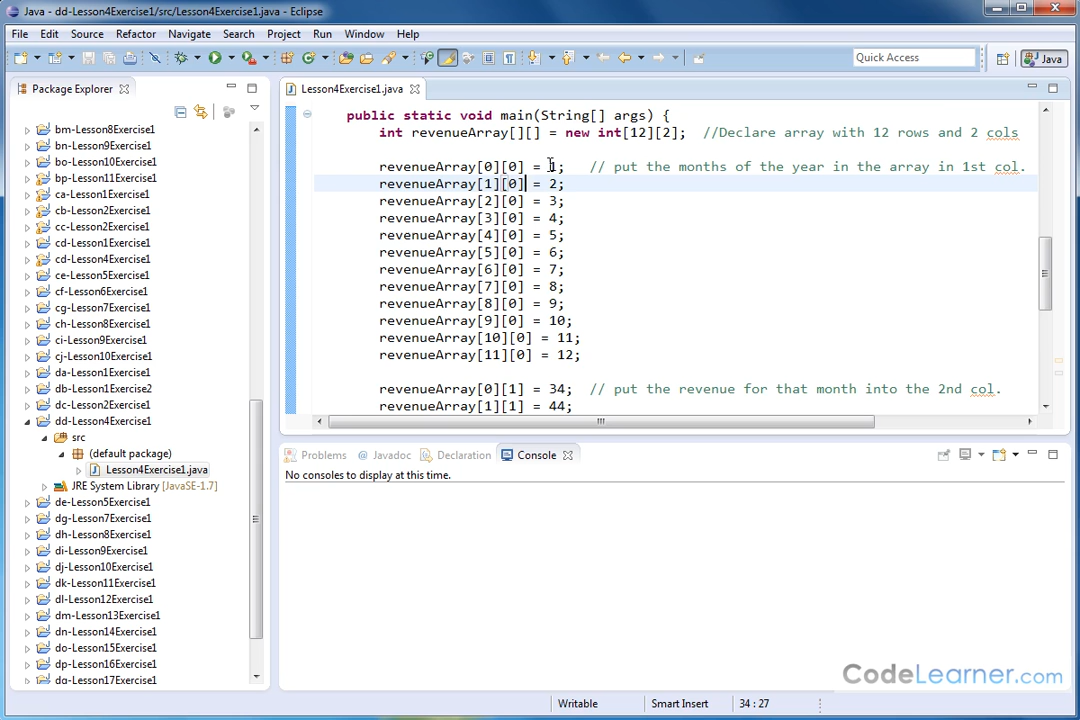 Java - dd-Lesson4Exercise1/src/Lesson4Exercise1.java - Eclipse
File Edit Source Refactor Navigate Search Project Run Window Help
Quick Access
Java
Package Explorer
Lesson4Exercise1.java
bm-Lesson8Exercise1
bn-Lesson9Exercise1
bo-Lesson10Exercise1
bp-Lesson11Exercise1
ca-Lesson1Exercise1
cb-Lesson2Exercise1
cc-Lesson2Exercise1
cd-Lesson1Exercise1
cd-Lesson4Exercise1
ce-Lesson5Exercise1
cf-Lesson6Exercise1
cg-Lesson7Exercise1
ch-Lesson8Exercise1
ci-Lesson9Exercise1
cj-Lesson10Exercise1
da-Lesson1Exercise1
db-Lesson1Exercise2
dc-Lesson2Exercise1
dd-Lesson4Exercise1
src
(default package)
Lesson4Exercise1.java
JRE System Library [JavaSE-1.7]
de-Lesson5Exercise1
dg-Lesson7Exercise1
dh-Lesson8Exercise1
di-Lesson9Exercise1
dj-Lesson10Exercise1
dk-Lesson11Exercise1
dl-Lesson12Exercise1
dm-Lesson13Exercise1
dn-Lesson14Exercise1
do-Lesson15Exercise1
dp-Lesson16Exercise1
dq-Lesson17Exercise1
public static void main(String[] args) {
int revenueArray[][] = new int[12][2]; //Declare array with 12 rows and 2 cols
revenueArray[0][0] = 1; // put the months of the year in the array in 1st col.
revenueArray[1][0] = 2;
revenueArray[2][0] = 3;
revenueArray[3][0] = 4;
revenueArray[4][0] = 5;
revenueArray[5][0] = 6;
revenueArray[6][0] = 7;
revenueArray[7][0] = 8;
revenueArray[8][0] = 9;
revenueArray[9][0] = 10;
revenueArray[10][0] = 11;
revenueArray[11][0] = 12;
revenueArray[0][1] = 34; // put the revenue for that month into the 2nd col.
revenueArray[1][1] = 44;
Problems Javadoc Declaration Console
No consoles to display at this time.
CodeLearner.com
Writable Smart Insert 34 : 27